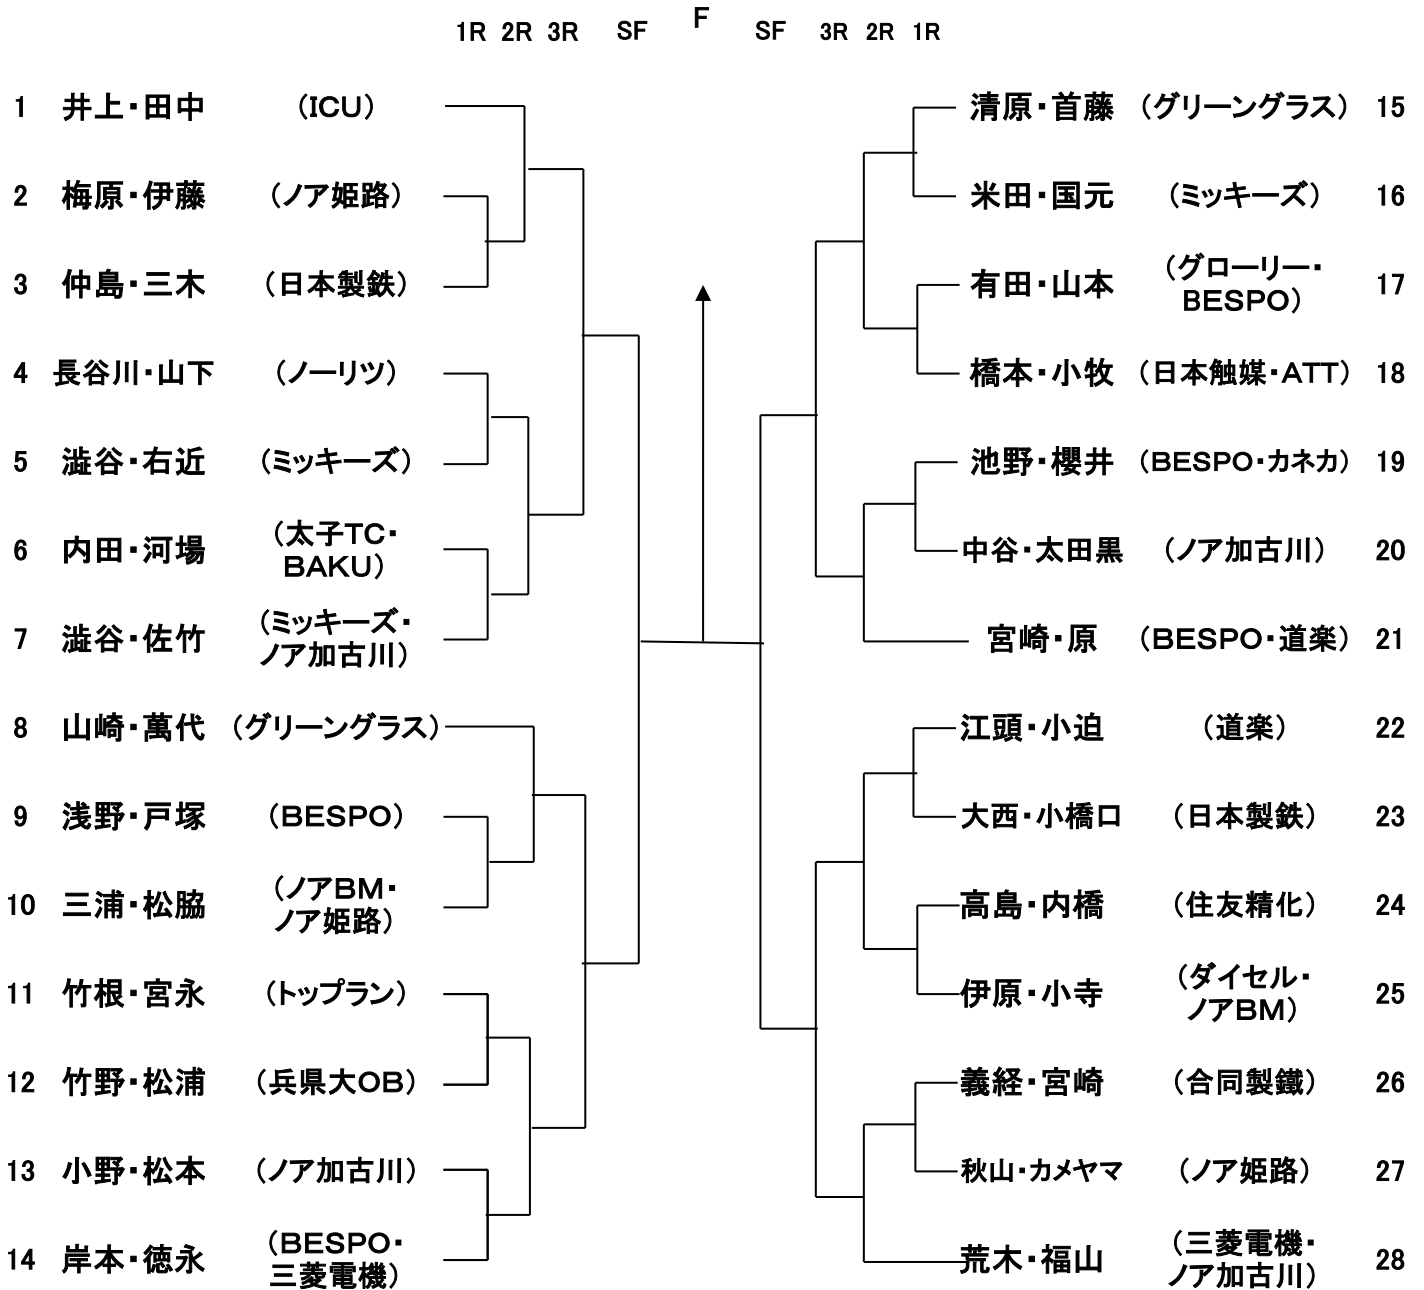 1R 2R 3R SF F SF 3R 2R 1R
1 井上・田中 （ICU）
2 梅原・伊藤 （ノア姫路）
3 仲島・三木 （日本製鉄）
4 長谷川・山下 （ノーリツ）
5 澁谷・右近 （ミッキーズ）
6 内田・河場 （太子TC・
BAKU）
7 澁谷・佐竹 （ミッキーズ・
ノア加古川）
8 山崎・萬代 （グリーングラス）
9 浅野・戸塚 （BESPO）
10 三浦・松脇 （ノアBM・
ノア姫路）
11 竹根・宮永 （トップラン）
12 竹野・松浦 （兵県大OB）
13 小野・松本 （ノア加古川）
14 岸本・徳永 （BESPO・
三菱電機）
清原・首藤 （グリーングラス） 15
米田・国元 （ミッキーズ） 16
有田・山本 （グローリー・
BESPO） 17
橋本・小牧 （日本触媒・ATT） 18
池野・櫻井 （BESPO・カネカ） 19
中谷・太田黒 （ノア加古川） 20
宮崎・原 （BESPO・道楽） 21
江頭・小迫 （道楽） 22
大西・小橋口 （日本製鉄） 23
高島・内橋 （住友精化） 24
伊原・小寺 （ダイセル・
ノアBM） 25
義経・宮崎 （合同製鐵） 26
秋山・カメヤマ （ノア姫路） 27
荒木・福山 （三菱電機・
ノア加古川） 28